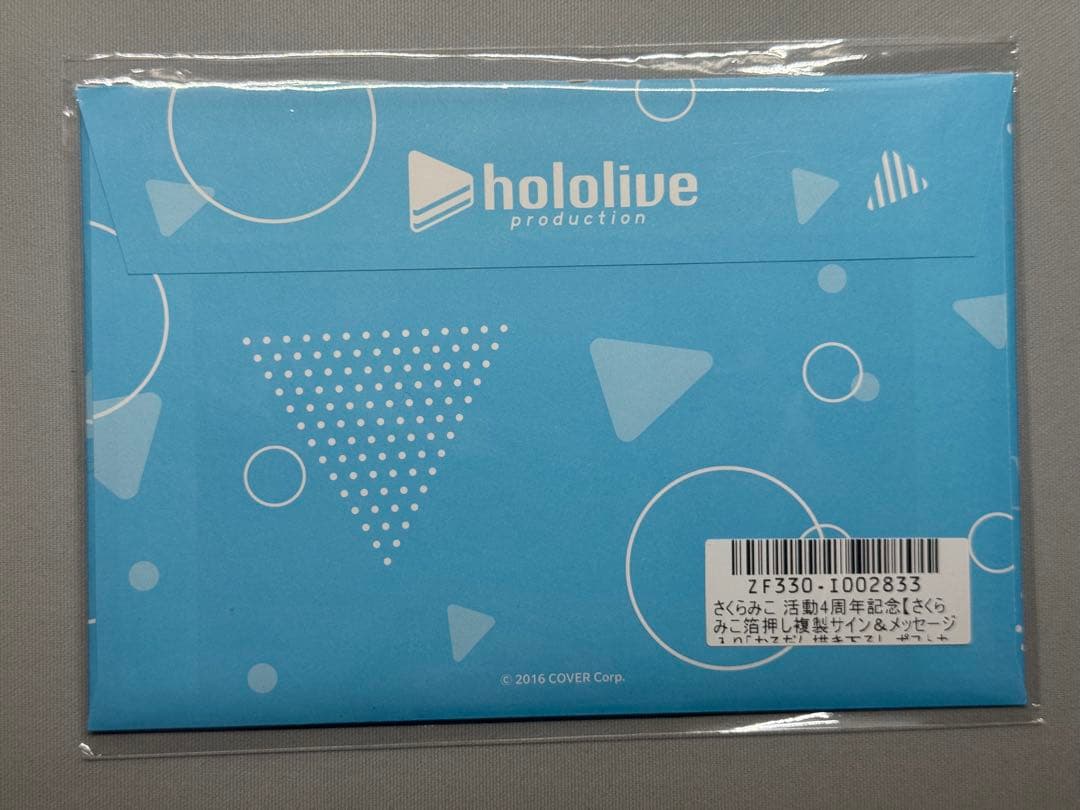 hololive
production
ZF330-I002833
さくらみこ 活動4周年記念【さくら
みこ箔押し複製サイン＆メッセージ
© 2016 COVER Corp.